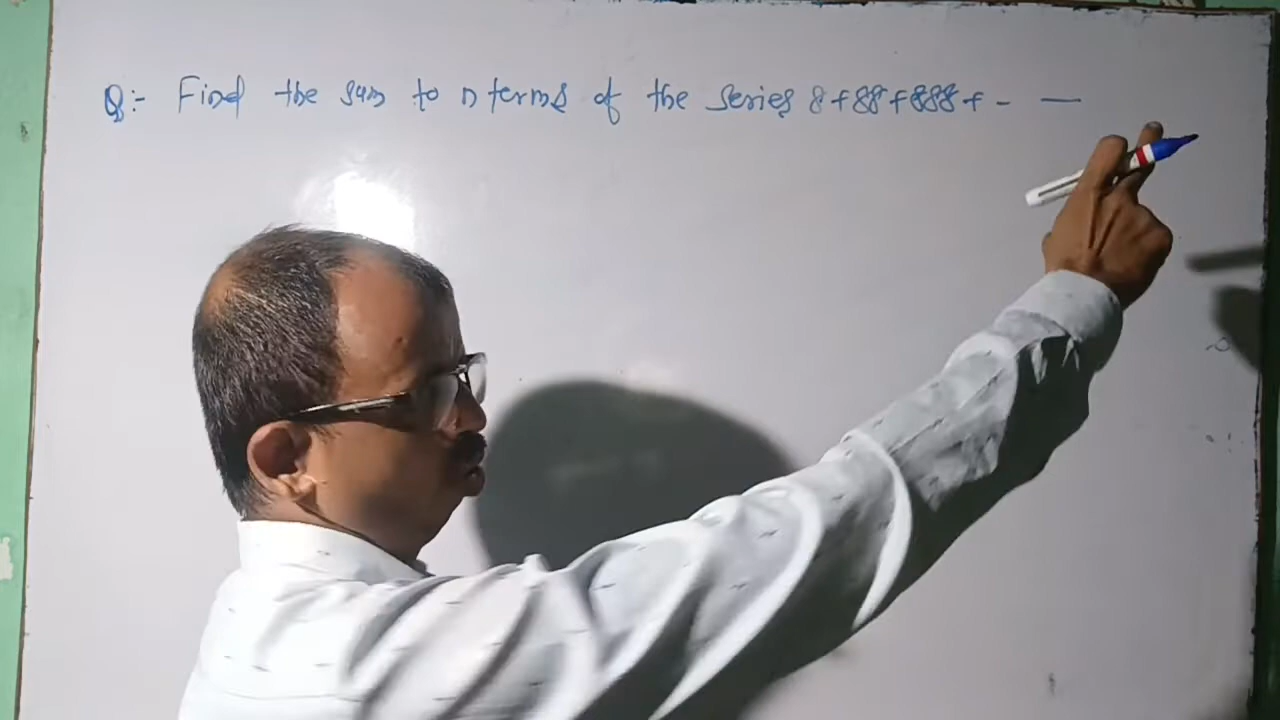 Q:- Find the sum to n terms of the series 8+88+888+- —